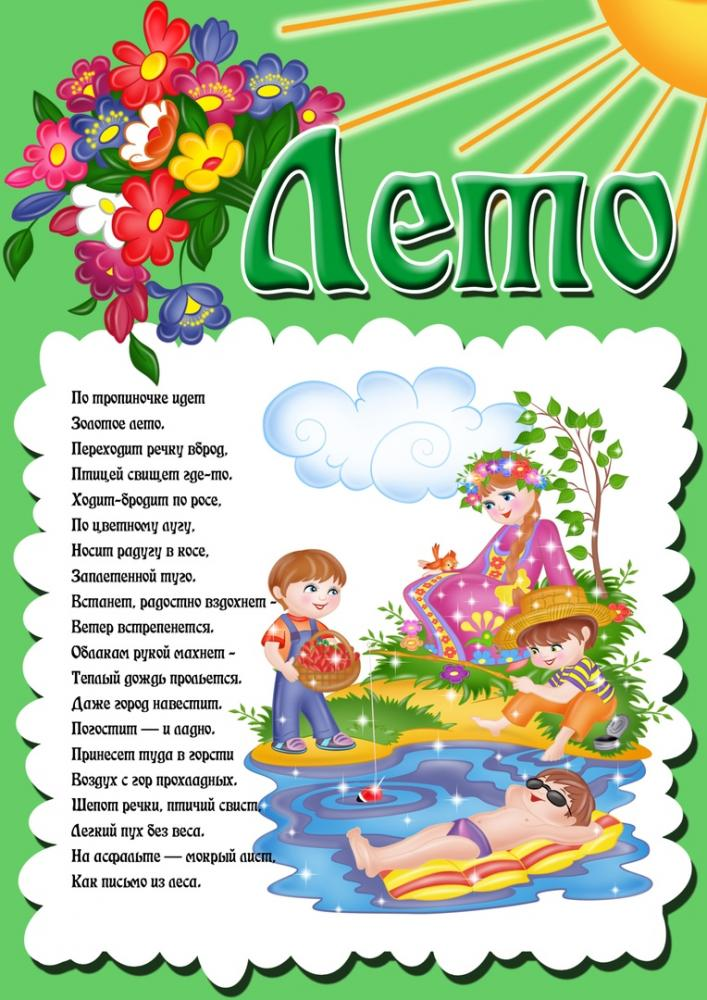 Лето
По тропиночке идет
Золотое лето.
Переходит речку вброд,
Птицей свищет где-то.
Ходит-бродит по росе,
По цветному лугу,
Носит радугу в косе,
Заплетенной туго.
Встанет, радостно вздохнет -
Ветер встрепенется.
Облакам рукой махнет -
Теплый дождь прольется.
Даже город навестит.
Погостит — и ладно.
Принесет туда в горсти
Воздух с гор прохладных.
Шепот речки, птичий свист,
Легкий пух без веса.
На асфальте — мокрый лист,
Как письмо из леса.